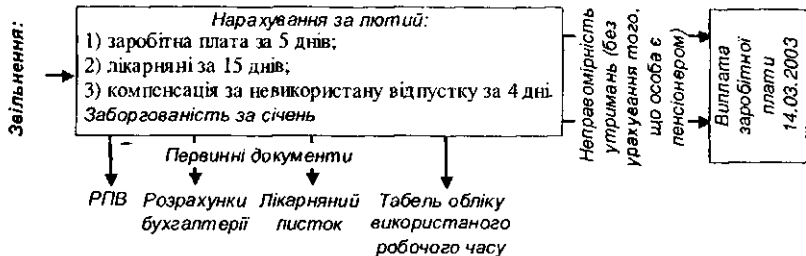 Звільнення:
Нарахування за лютий:
1) заробітна плата за 5 днів;
2) лікарняні за 15 днів;
3) компенсація за невикористану відпустку за 4 дні.
Заборгованість за січень
Первинні документи
РПВ
Розрахунки
бухгалтерії
Лікарняний
листок
Табель обліку
використаного
робочого часу
Неправомірність
утримань (без
урахування того,
що особа є
пенсіонером)
Виплата
заробітної
плати
14.03.2003